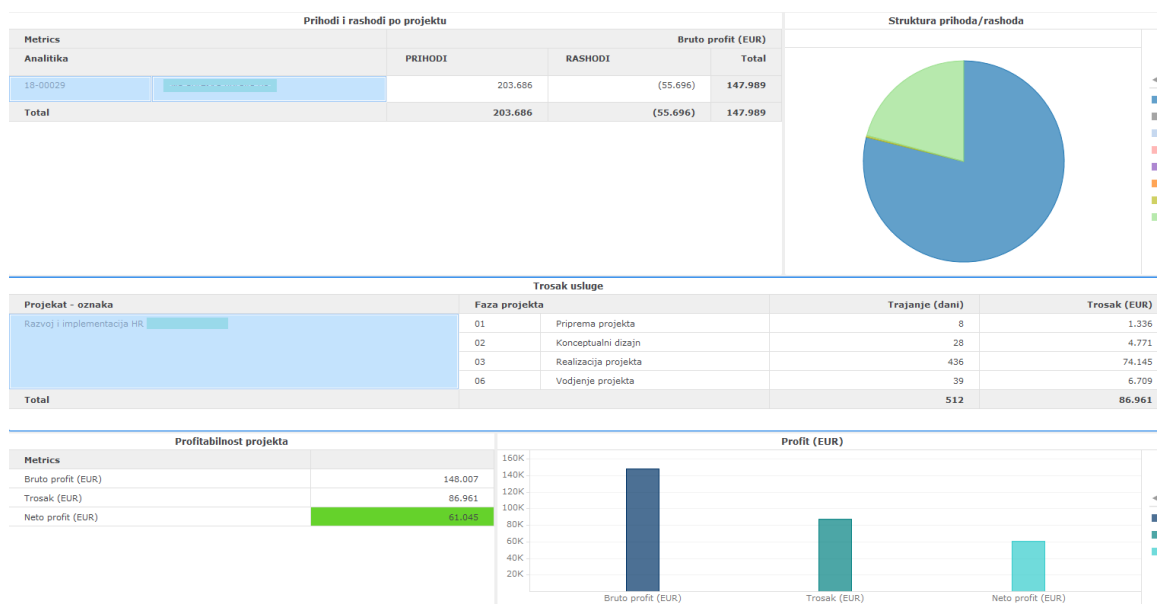 Prihodi i rashodi po projektu
Struktura prihoda/rashoda
Metrics Bruto profit (EUR)
Analitika PRIHODI RASHODI Total
18-00029 203.686 (55.696) 147.989
Total 203.686 (55.696) 147.989
Trosak usluge
Projekat - oznaka Faza projekta Trajanje (dani) Trosak (EUR)
Razvoj i implementacija HR 01 Priprema projekta 8 1.336
02 Konceptualni dizajn 28 4.771
03 Realizacija projekta 436 74.145
06 Vodjenje projekta 39 6.709
Total 512 86.961
Profitabilnost projekta
Metrics
Bruto profit (EUR) 148.007
Trosak (EUR) 86.961
Neto profit (EUR) 61.045
Profit (EUR)
160K
140K
120K
100K
80K
60K
40K
20K
Bruto profit (EUR) Trosak (EUR) Neto profit (EUR)